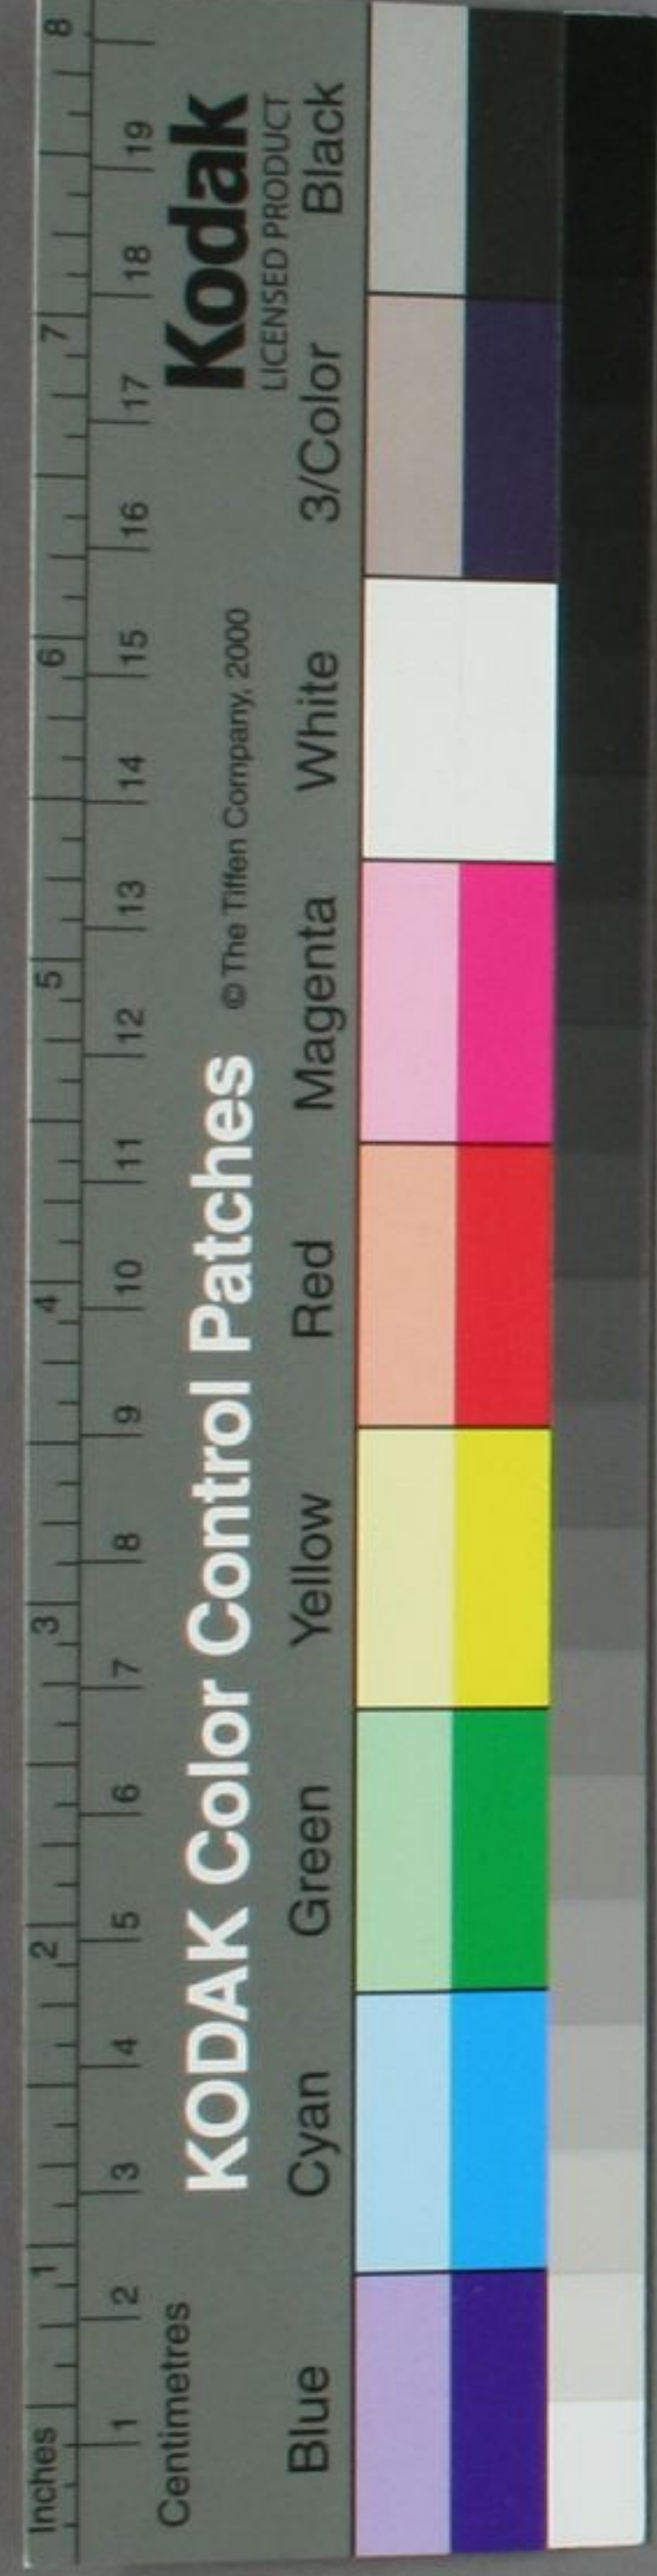 Inches 1 2 3 4 5 6 7 8
1 2 3 4 5 6 7 8 9 10 11 12 13 14 15 16 17 18 19
Centimetres
KODAK Color Control Patches © The Tiffen Company, 2000 Kodak
LICENSED PRODUCT
Blue Cyan Green Yellow Red Magenta White 3/Color Black